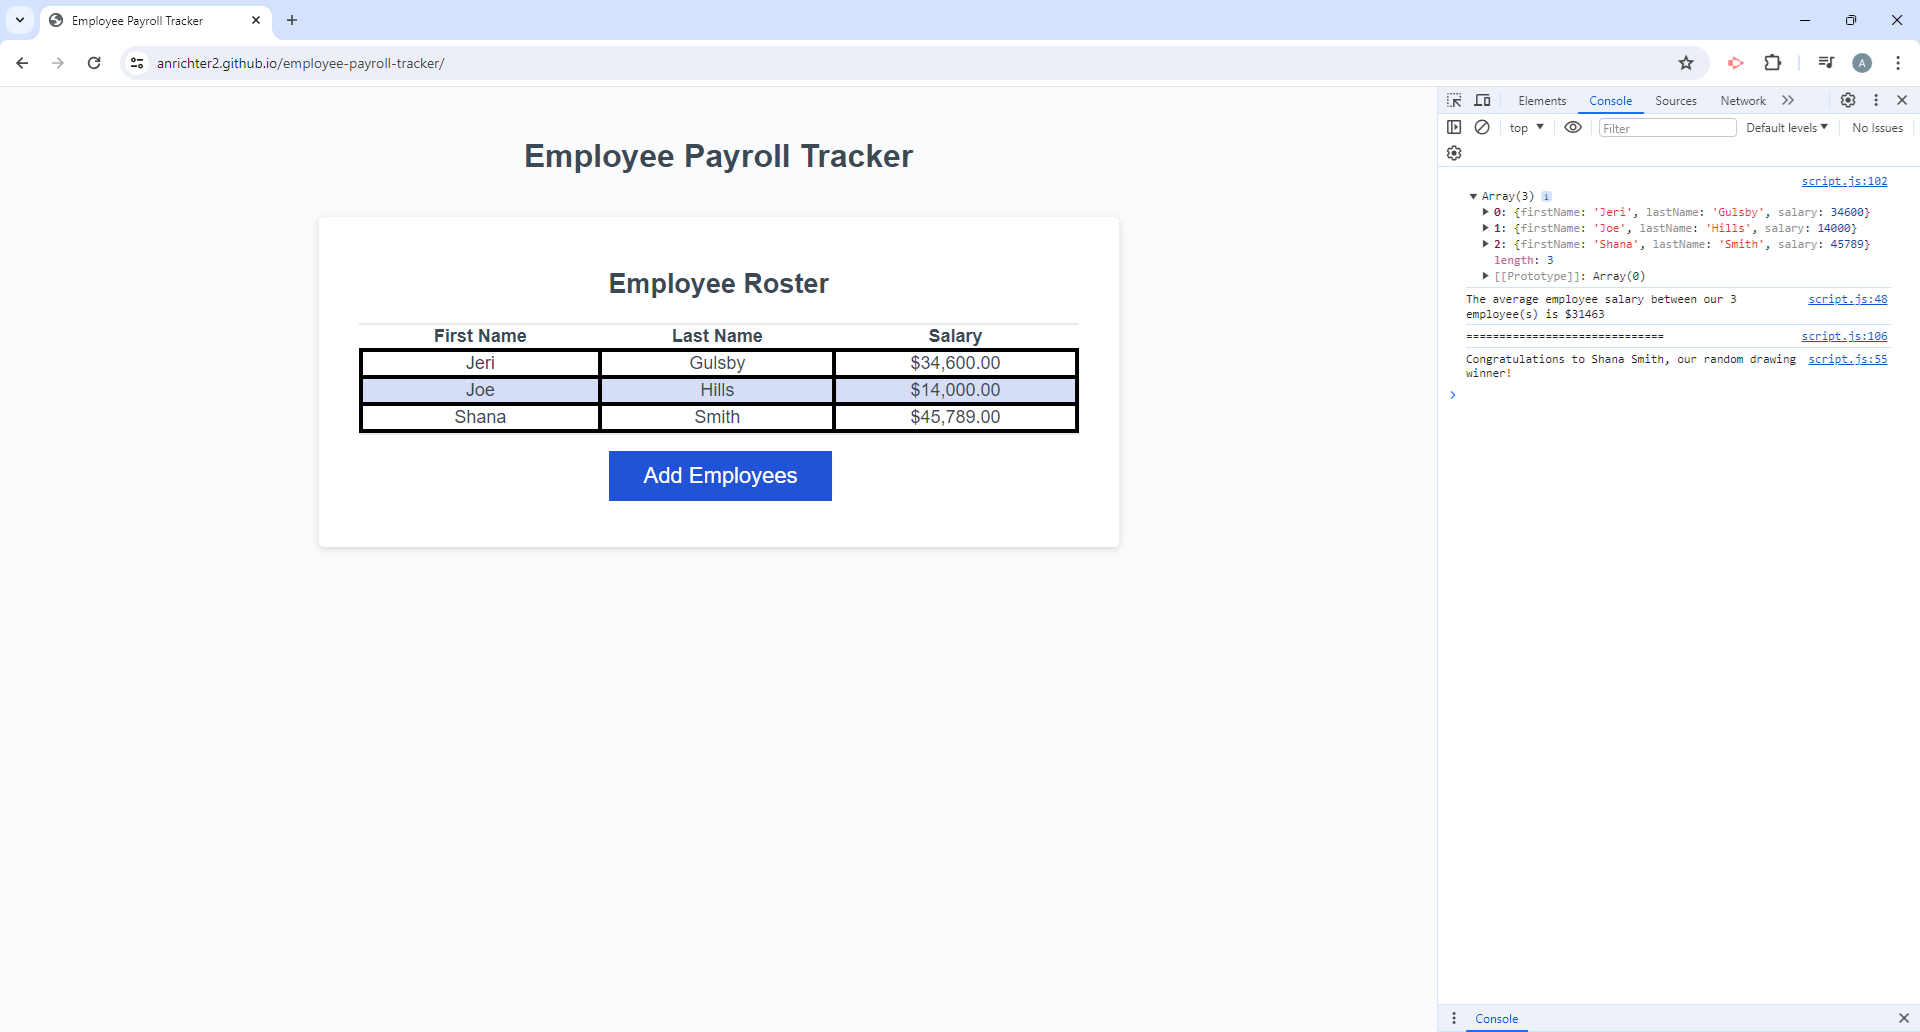 Employee Payroll Tracker
anrichter2.github.io/employee-payroll-tracker/
A
Employee Payroll Tracker
Employee Roster
First Name Last Name Salary
Jeri Gulsby $34,600.00
Joe Hills $14,000.00
Shana Smith $45,789.00
Add Employees
Elements Console Sources Network
top Filter Default levels No Issues
script.js:102
Array(3) i
0: {firstName: 'Jeri', lastName: 'Gulsby', salary: 34600}
1: {firstName: 'Joe', lastName: 'Hills', salary: 14000}
2: {firstName: 'Shana', lastName: 'Smith', salary: 45789}
length: 3
[[Prototype]]: Array(0)
The average employee salary between our 3 script.js:48
employee(s) is $31463
============================== script.js:106
Congratulations to Shana Smith, our random drawing script.js:55
winner!
Console